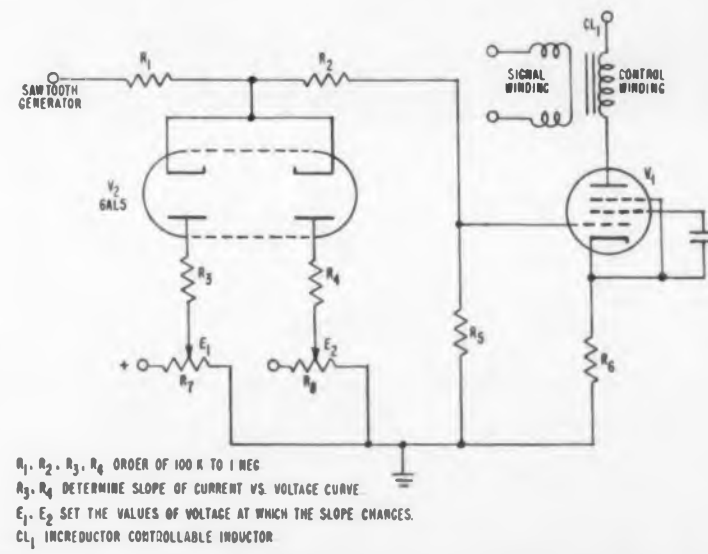 CL1
R1
R2
SAWTOOTH
GENERATOR
SIGNAL
WINDING
CONTROL
WINDING
V2
6AL5
V1
R3
R4
E1
E2
+
R7
R8
R5
R6
R1, R2, R3, R4 ORDER OF 100 K TO 1 MEG
R3, R4 DETERMINE SLOPE OF CURRENT VS. VOLTAGE CURVE
E1, E2 SET THE VALUES OF VOLTAGE AT WHICH THE SLOPE CHANGES.
CL1 INCREDUCTOR CONTROLLABLE INDUCTOR